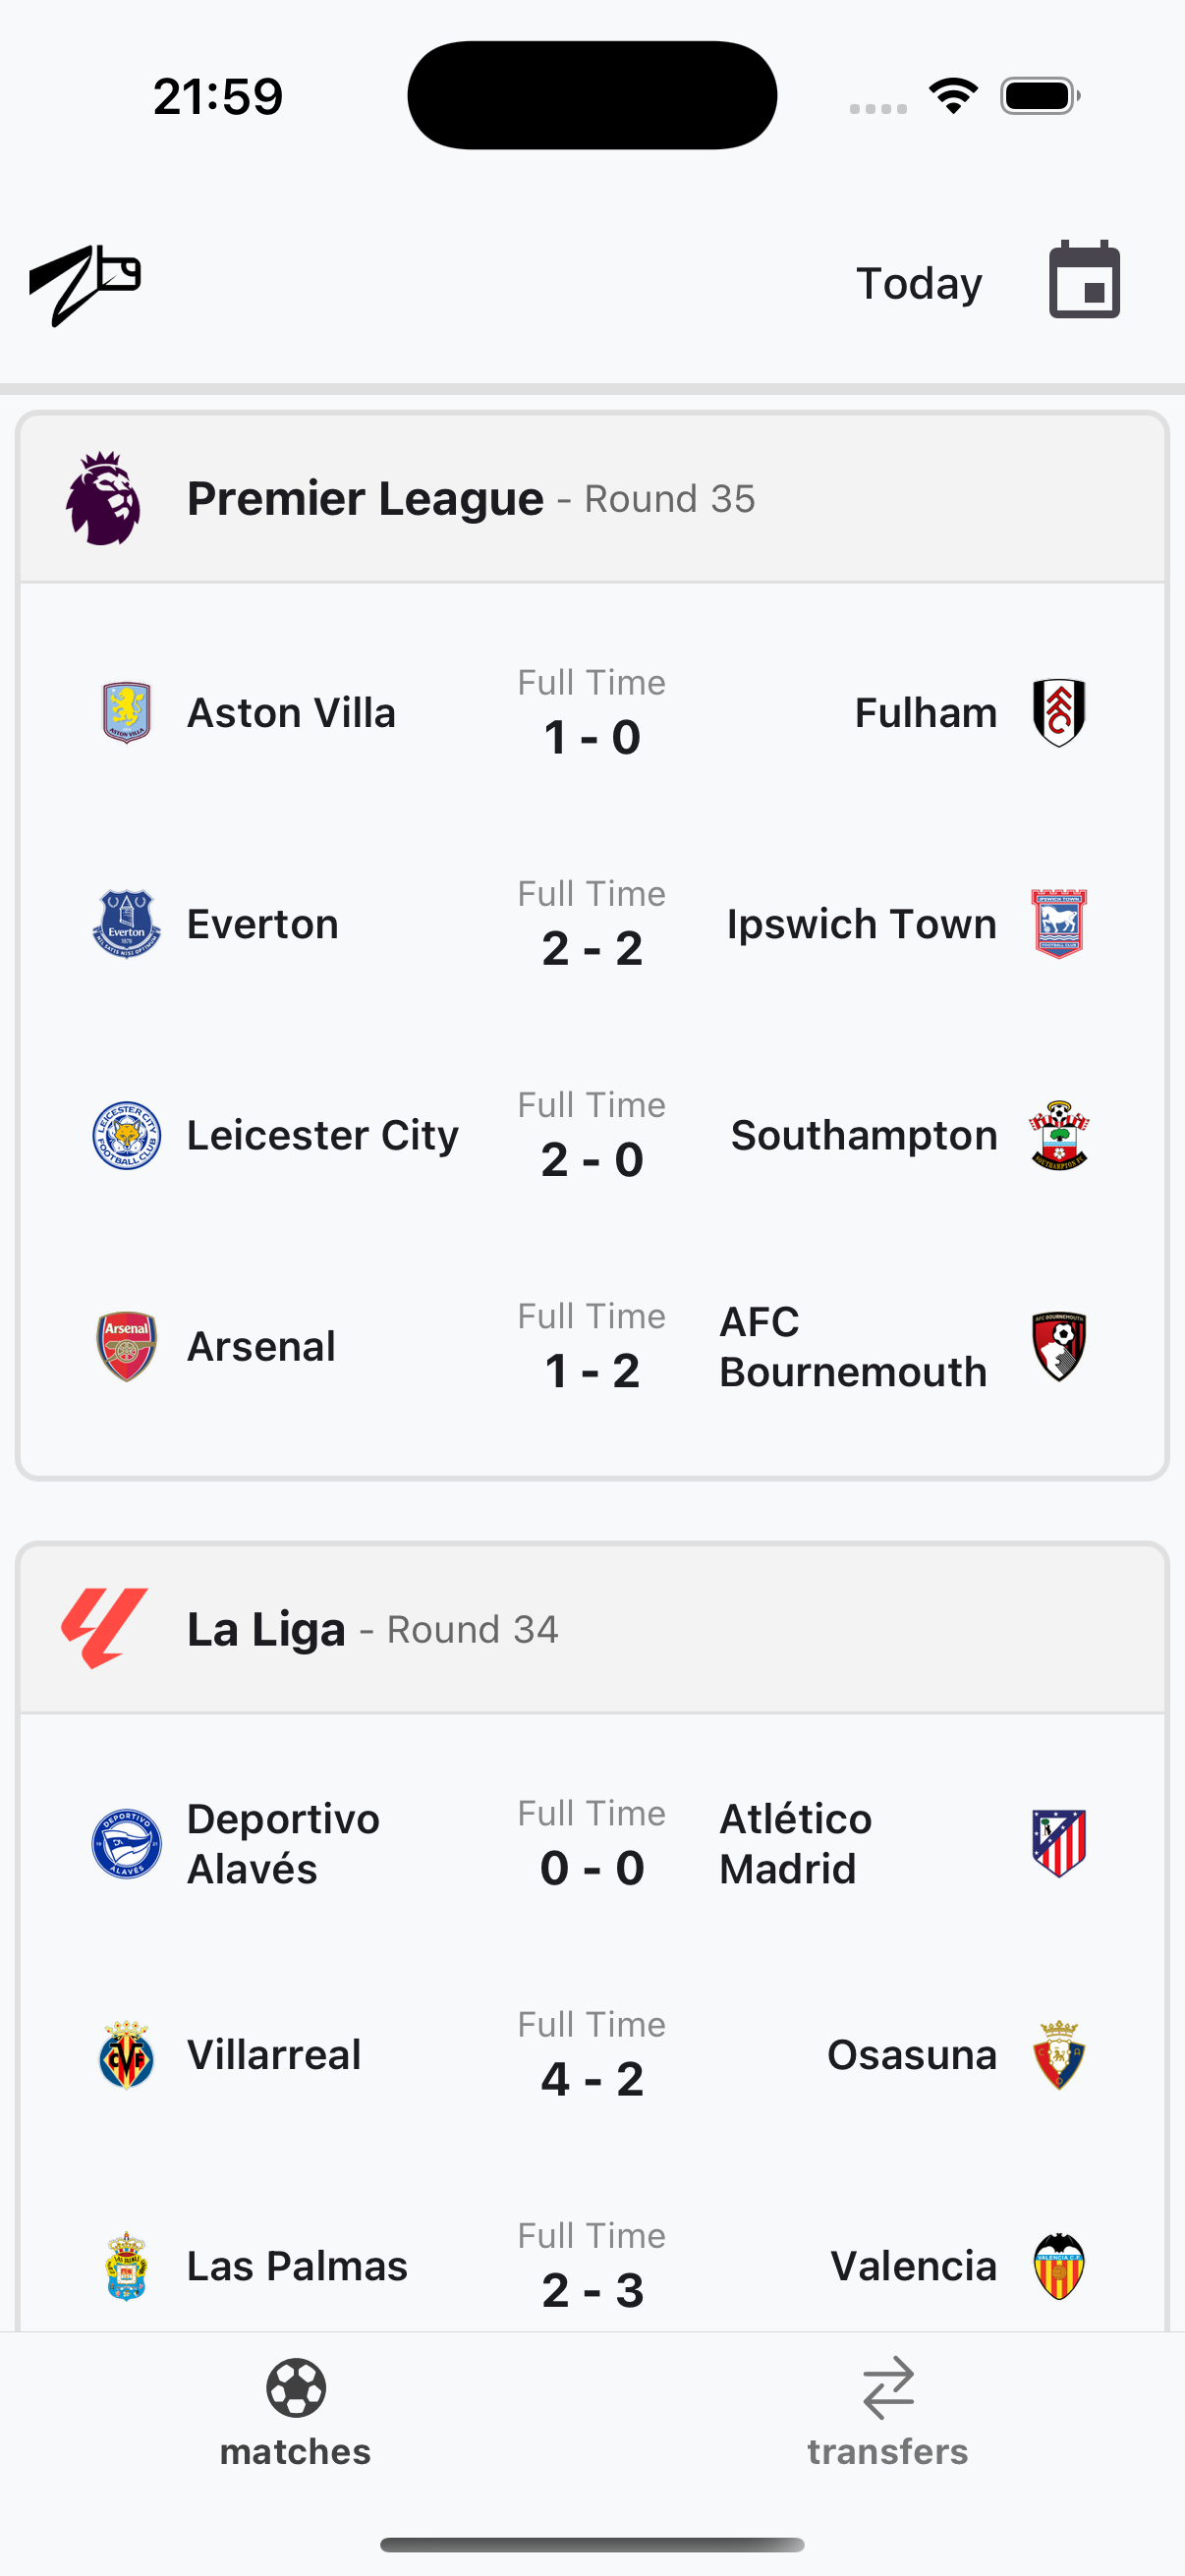 21:59
Today
Premier League - Round 35
Full Time
Aston Villa
1 - 0
Fulham
Full Time
Everton
2 - 2
Ipswich Town
Full Time
Leicester City
2 - 0
Southampton
Full Time
Arsenal
1 - 2
AFC
Bournemouth
La Liga - Round 34
Deportivo
Alavés
Full Time
0 - 0
Atlético
Madrid
Full Time
Villarreal
4 - 2
Osasuna
Full Time
Las Palmas
2 - 3
Valencia
matches
transfers